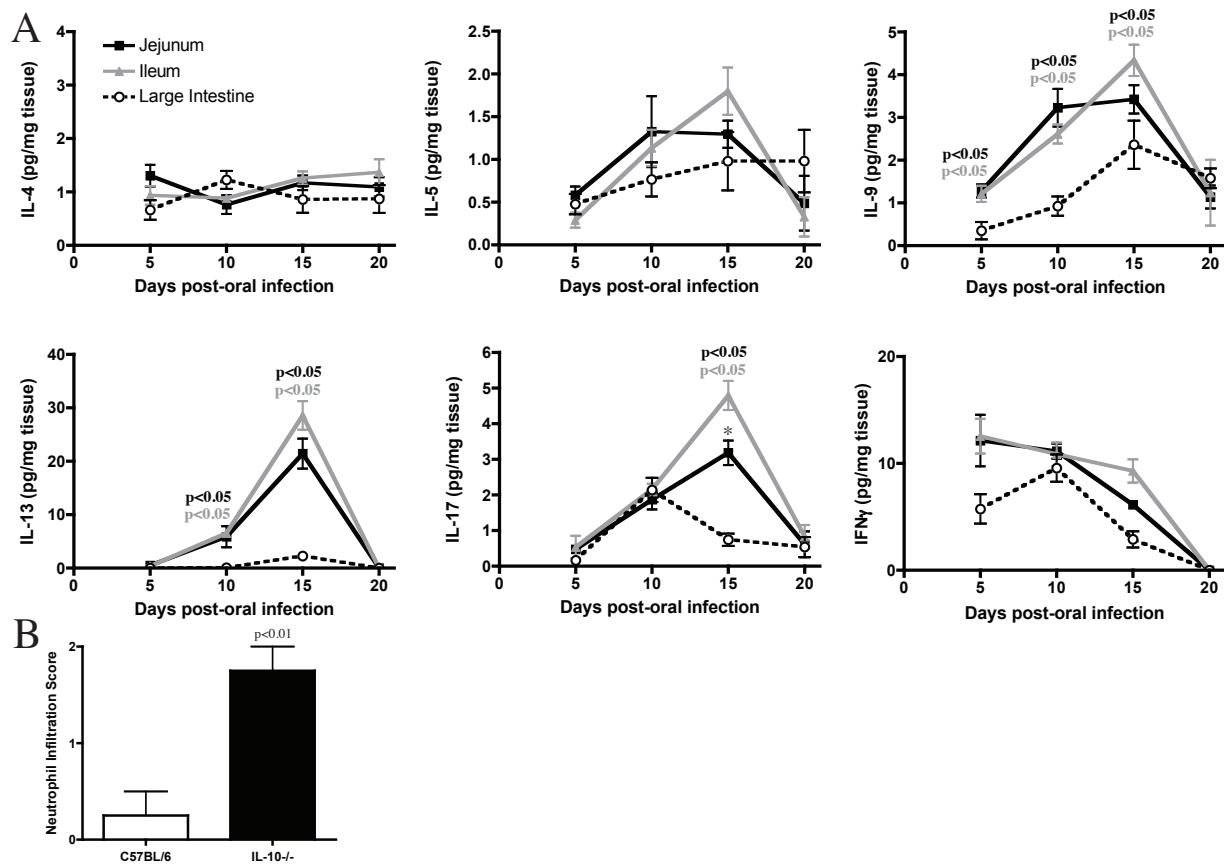 A
IL-4 (pg/mg tissue)
4
3
2
1
0
Jejunum
Ileum
Large Intestine
0 5 10 15 20
Days post-oral infection
IL-5 (pg/mg tissue)
2.5
2.0
1.5
1.0
0.5
0.0
0 5 10 15 20
Days post-oral infection
IL-9 (pg/mg tissue)
5
4
3
2
1
0
p<0.05
p<0.05
p<0.05
p<0.05
p<0.05
p<0.05
0 5 10 15 20
Days post-oral infection
IL-13 (pg/mg tissue)
40
30
20
10
0
p<0.05
p<0.05
p<0.05
p<0.05
0 5 10 15 20
Days post-oral infection
IL-17 (pg/mg tissue)
6
5
4
3
2
1
0
p<0.05
p<0.05
*
0 5 10 15 20
Days post-oral infection
IFNγ (pg/mg tissue)
20
10
0
0 5 10 15 20
Days post-oral infection
B
Neutrophil Infiltration Score
2
1
0
p<0.01
C57BL/6 IL-10-/-